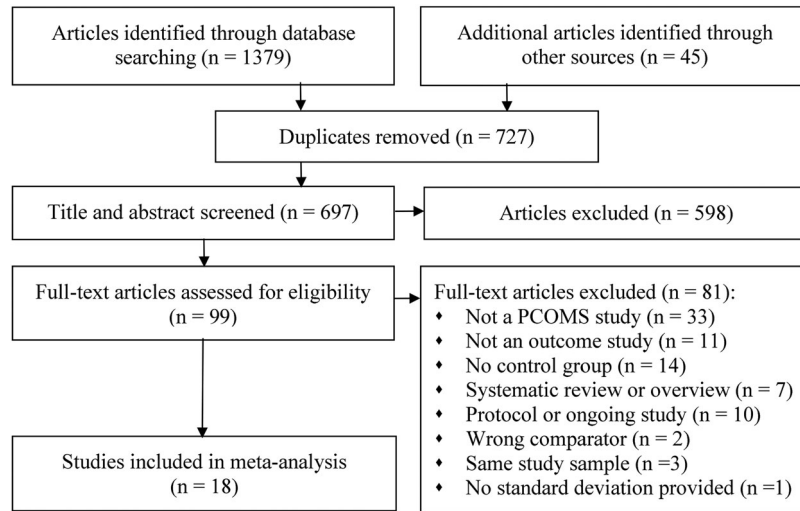 Articles identified through database
searching (n = 1379)
Additional articles identified through
other sources (n = 45)
Duplicates removed (n = 727)
Title and abstract screened (n = 697)
Articles excluded (n = 598)
Full-text articles assessed for eligibility
(n = 99)
Full-text articles excluded (n = 81):
♦ Not a PCOMS study (n = 33)
♦ Not an outcome study (n = 11)
♦ No control group (n = 14)
♦ Systematic review or overview (n = 7)
♦ Protocol or ongoing study (n = 10)
♦ Wrong comparator (n = 2)
♦ Same study sample (n =3)
♦ No standard deviation provided (n =1)
Studies included in meta-analysis
(n = 18)